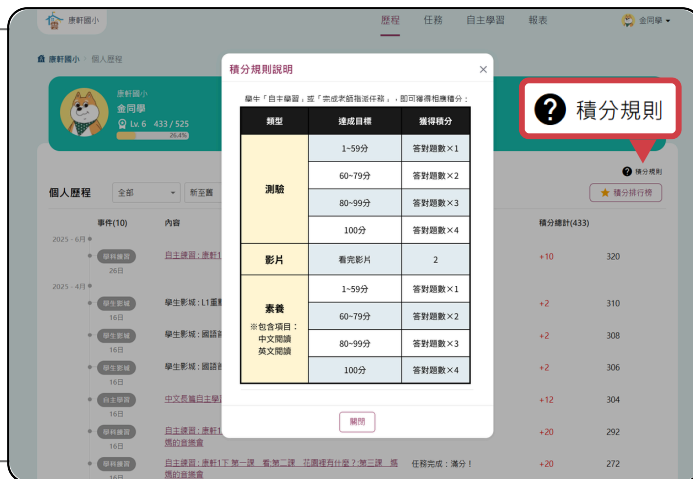 康軒國小
歷程 任務 自主學習 報表
金同學
康軒國小 個人歷程
康軒國小
金同學
Lv. 6 433 / 525
26.4%
積分規則說明 ×
學生「自主學習」或「完成老師指派任務」，即可獲得相應積分：
類型 達成目標 獲得積分
測驗
1~59分 答對題數×1
60~79分 答對題數×2
80~99分 答對題數×3
100分 答對題數×4
影片 看完影片 2
素養
※包含項目：
中文閱讀
英文閱讀
1~59分 答對題數×1
60~79分 答對題數×2
80~99分 答對題數×3
100分 答對題數×4
關閉
? 積分規則
? 積分規則
個人歷程 全部 新至舊
積分排行榜
事件(10) 內容 積分總計(433)
2025 - 6月
學科練習 自主練習 : 康軒1 +10 320
26日
2025 - 4月
學生影城 學生影城 : L1重 +2 310
16日
學生影城 學生影城 : 國語 +2 308
16日
學生影城 學生影城 : 國語 +2 306
16日
自主學習 中文長篇自主學 +12 304
16日
學科練習 自主練習 : 康軒1 +20 292
16日 媽的音樂會
學科練習 自主練習 : 康軒1下 第一課 看;第二課 花園裡有什麼？;第三課 媽 任務完成 : 滿分！ +20 272
16日 媽的音樂會